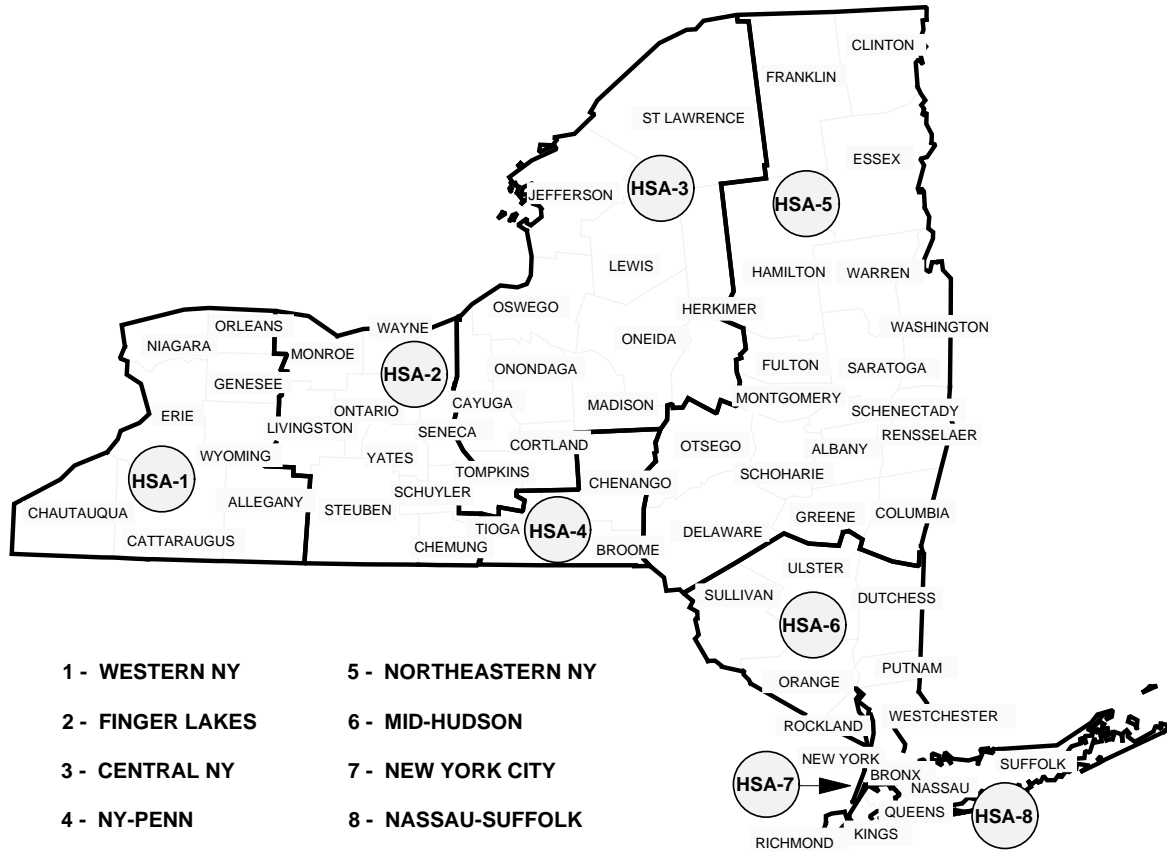 CLINTON
FRANKLIN
ST LAWRENCE
ESSEX
HSA-3
JEFFERSON
HSA-5
LEWIS
HAMILTON
WARREN
OSWEGO
HERKIMER
ORLEANS
WAYNE
WASHINGTON
NIAGARA
MONROE
ONEIDA
HSA-2
ONONDAGA
FULTON
SARATOGA
GENESEE
MONTGOMERY
CAYUGA
MADISON
ERIE
ONTARIO
SCHENECTADY
LIVINGSTON
SENECA
RENSSELAER
CORTLAND
OTSEGO
ALBANY
WYOMING
YATES
TOMPKINS
SCHOHARIE
HSA-1
CHENANGO
SCHUYLER
ALLEGANY
STEUBEN
CHAUTAUQUA
COLUMBIA
GREENE
TIOGA
HSA-4
DELAWARE
CATTARAUGUS
CHEMUNG
BROOME
ULSTER
SULLIVAN
DUTCHESS
HSA-6
PUTNAM
ORANGE
WESTCHESTER
ROCKLAND
NEW YORK
SUFFOLK
BRONX
HSA-7
NASSAU
QUEENS
HSA-8
KINGS
RICHMOND
1 - WESTERN NY
2 - FINGER LAKES
3 - CENTRAL NY
4 - NY-PENN
5 - NORTHEASTERN NY
6 - MID-HUDSON
7 - NEW YORK CITY
8 - NASSAU-SUFFOLK